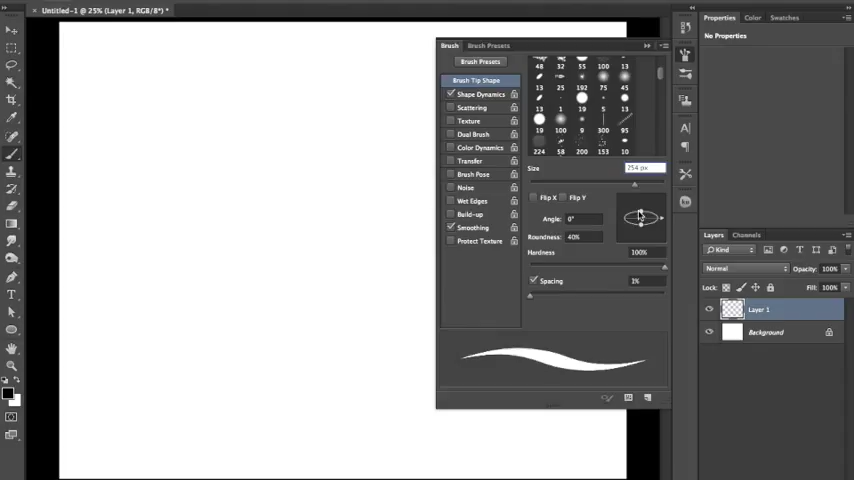 Untitled-1 @ 25% (Layer 1, RGB/8*) *
Properties Color Swatches
No Properties
Brush Brush Presets
Brush Presets
Brush Tip Shape
Shape Dynamics
Scattering
Texture
Dual Brush
Color Dynamics
Transfer
Brush Pose
Noise
Wet Edges
Build-up
Smoothing
Protect Texture
48 32 55 100 13
13 25 192 75 45
13 1 19 5 13
19 100 9 300 95
224 58 200 153 10
Size 254 px
Flip X Flip Y
Angle: 0°
Roundness: 40%
Hardness 100%
Spacing 1%
Layers Channels
Kind
Normal Opacity: 100%
Lock: Fill: 100%
Layer 1
Background